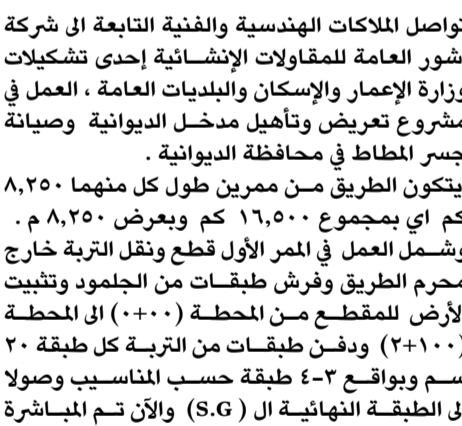 تواصل الملاكات الهندسية والفنية التابعة الى شركة
شور العامة للمقاولات الإنشائية إحدى تشكيلات
وزارة الإعمار والإسكان والبلديات العامة ، العمل في
مشروع تعريض وتأهيل مدخل الديوانية وصيانة
جسر المطاط في محافظة الديوانية .
يتكون الطريق من ممرين طول كل منهما ٨,٢٥٠
كم اي بمجموع ١٦,٥٠٠ كم وبعرض ٨,٢٥٠ م .
وشمل العمل في الممر الأول قطع ونقل التربة خارج
محرم الطريق وفرش طبقات من الجلمود وتثبيت
لأرض للمقطع من المحطة (٠٠+٠) الى المحطة
(١٠٠+٢) ودفن طبقات من التربة كل طبقة ٢٠
سم وبواقع ٣-٤ طبقة حسب المناسيب وصولا
لى الطبقة النهائية ال ( S.G) والآن تم المباشرة